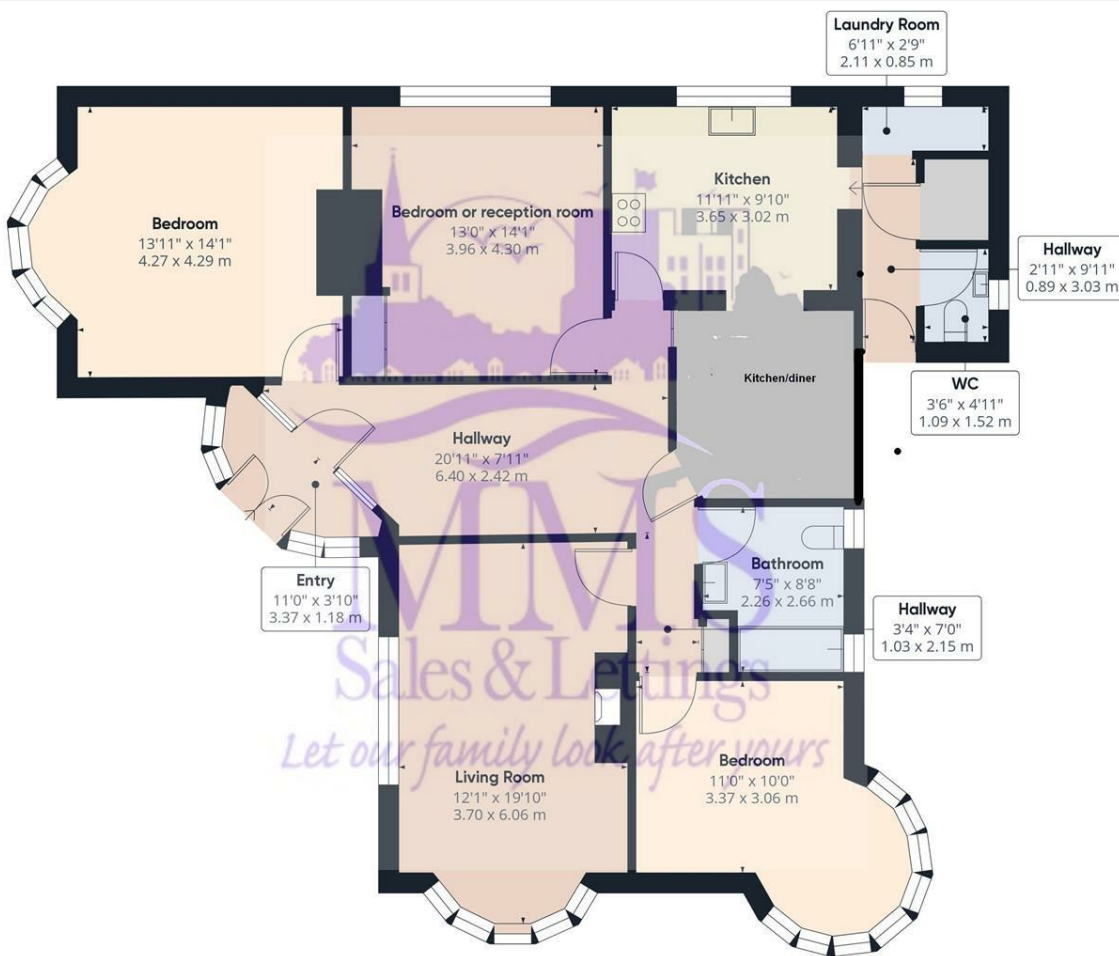 Laundry Room
6'11" x 2'9"
2.11 x 0.85 m
Bedroom
13'11" x 14'1"
4.27 x 4.29 m
Bedroom or reception room
13'0" x 14'1"
3.96 x 4.30 m
Kitchen
11'11" x 9'10"
3.65 x 3.02 m
Hallway
2'11" x 9'11"
0.89 x 3.03 m
WC
3'6" x 4'11"
1.09 x 1.52 m
Kitchen/diner
Hallway
20'11" x 7'11"
6.40 x 2.42 m
Entry
11'0" x 3'10"
3.37 x 1.18 m
Bathroom
7'5" x 8'8"
2.26 x 2.66 m
Hallway
3'4" x 7'0"
1.03 x 2.15 m
MMS
Sales & Lettings
Let our family look after yours
Living Room
12'1" x 19'10"
3.70 x 6.06 m
Bedroom
11'0" x 10'0"
3.37 x 3.06 m